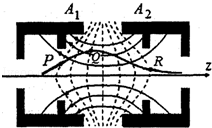 A₁ A₂
P Q R z